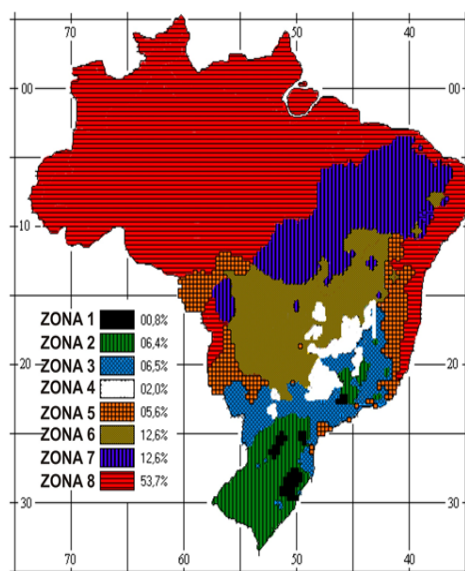 70 60 50 40
00
10
20
30
ZONA 1 00,8%
ZONA 2 06,4%
ZONA 3 06,5%
ZONA 4 02,0%
ZONA 5 05,6%
ZONA 6 12,6%
ZONA 7 12,6%
ZONA 8 53,7%
70 60 50 40